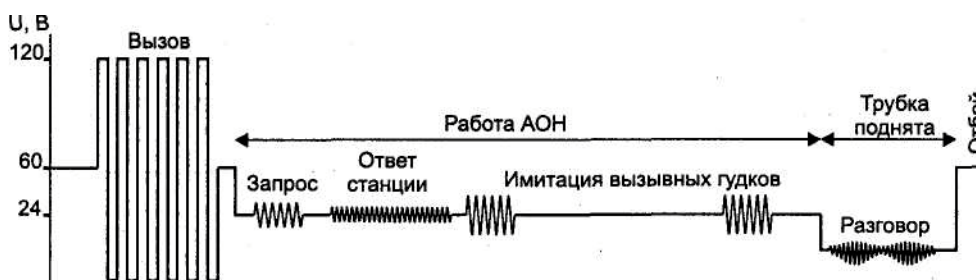 U, В
120
60
24
Вызов
Работа АОН
Трубка
поднята
Отбой
Запрос
Ответ
станции
Имитация вызывных гудков
Разговор